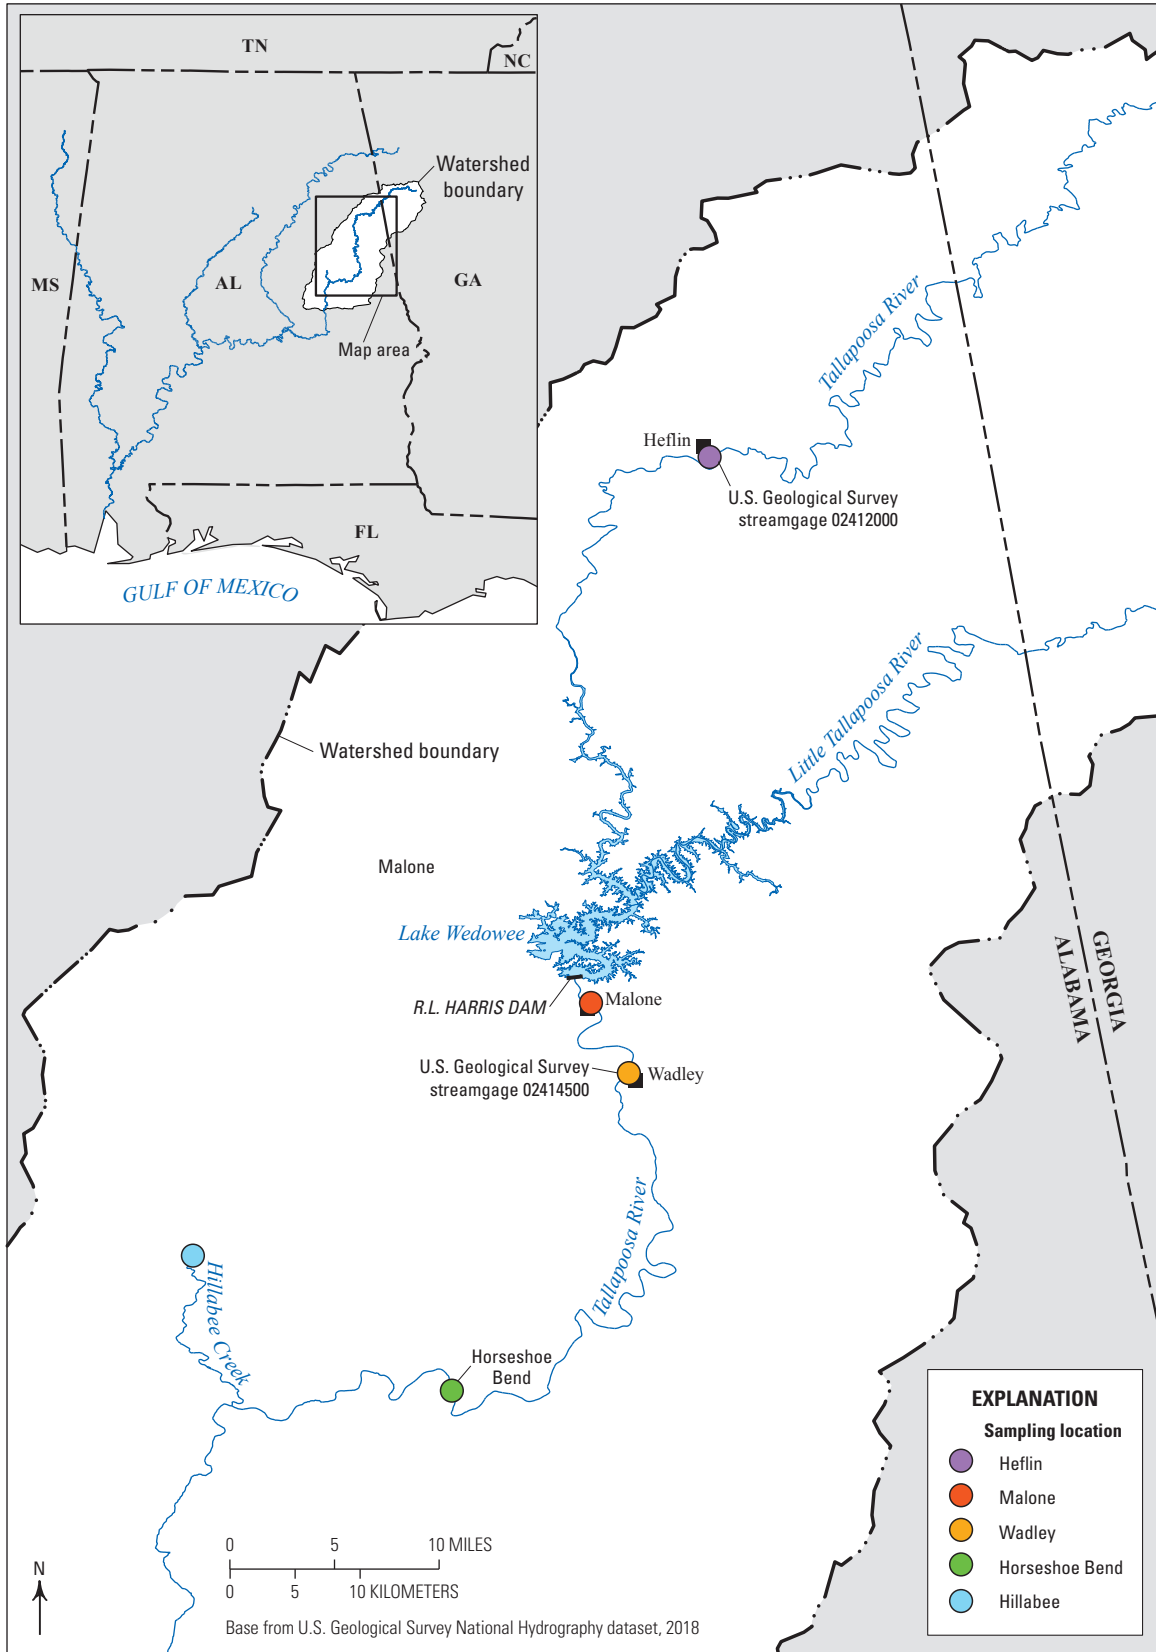 TN
NC
Watershed
boundary
MS
AL
GA
Map area
FL
GULF OF MEXICO
Tallapoosa River
Heflin
U.S. Geological Survey
streamgage 02412000
Little Tallapoosa River
Watershed boundary
Malone
Lake Wedowee
GEORGIA
ALABAMA
R.L. HARRIS DAM
Malone
U.S. Geological Survey
streamgage 02414500
Wadley
Tallapoosa River
Hillabee Creek
Horseshoe
Bend
EXPLANATION
Sampling location
Heflin
Malone
Wadley
Horseshoe Bend
Hillabee
0 5 10 MILES
0 5 10 KILOMETERS
N
Base from U.S. Geological Survey National Hydrography dataset, 2018